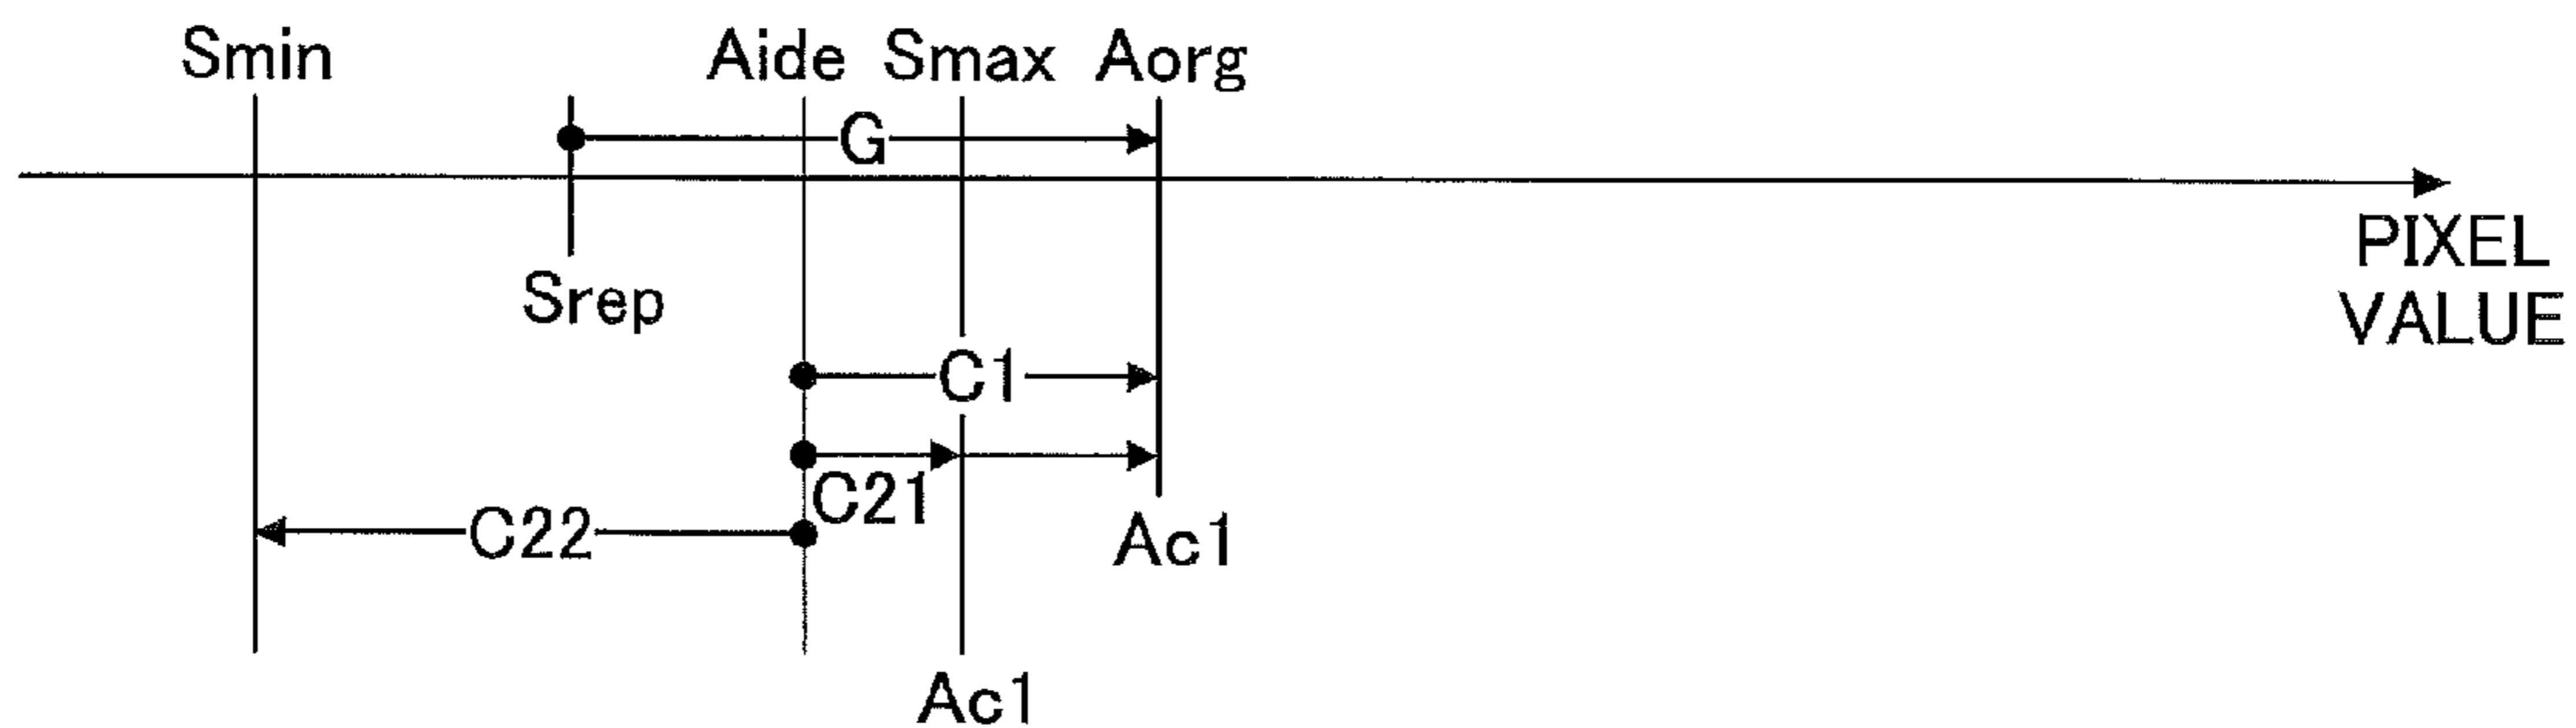 Smin Aide Smax Aorg
G
PIXEL
VALUE
Srep
C1
C21
C22
Ac1
Ac1